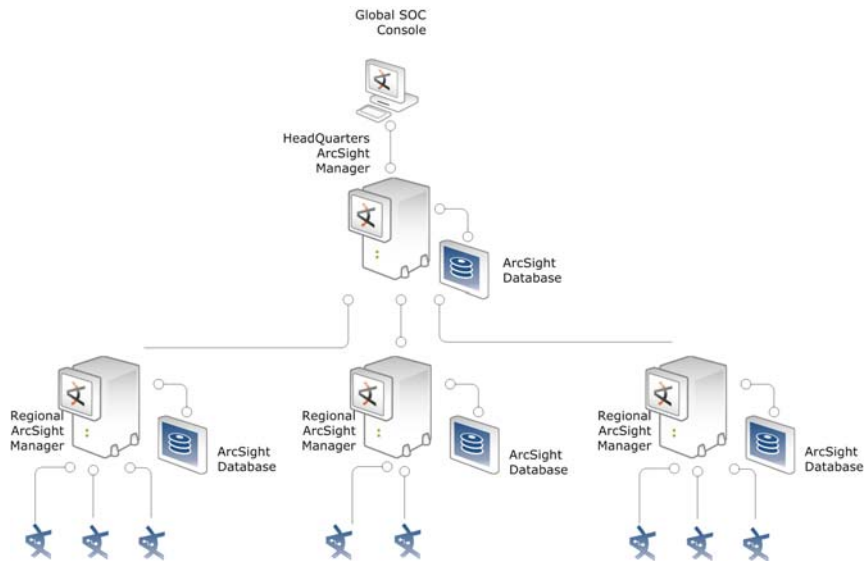 Global SOC
Console
HeadQuarters
ArcSight
Manager
ArcSight
Database
Regional
ArcSight
Manager
ArcSight
Database
Regional
ArcSight
Manager
ArcSight
Database
Regional
ArcSight
Manager
ArcSight
Database